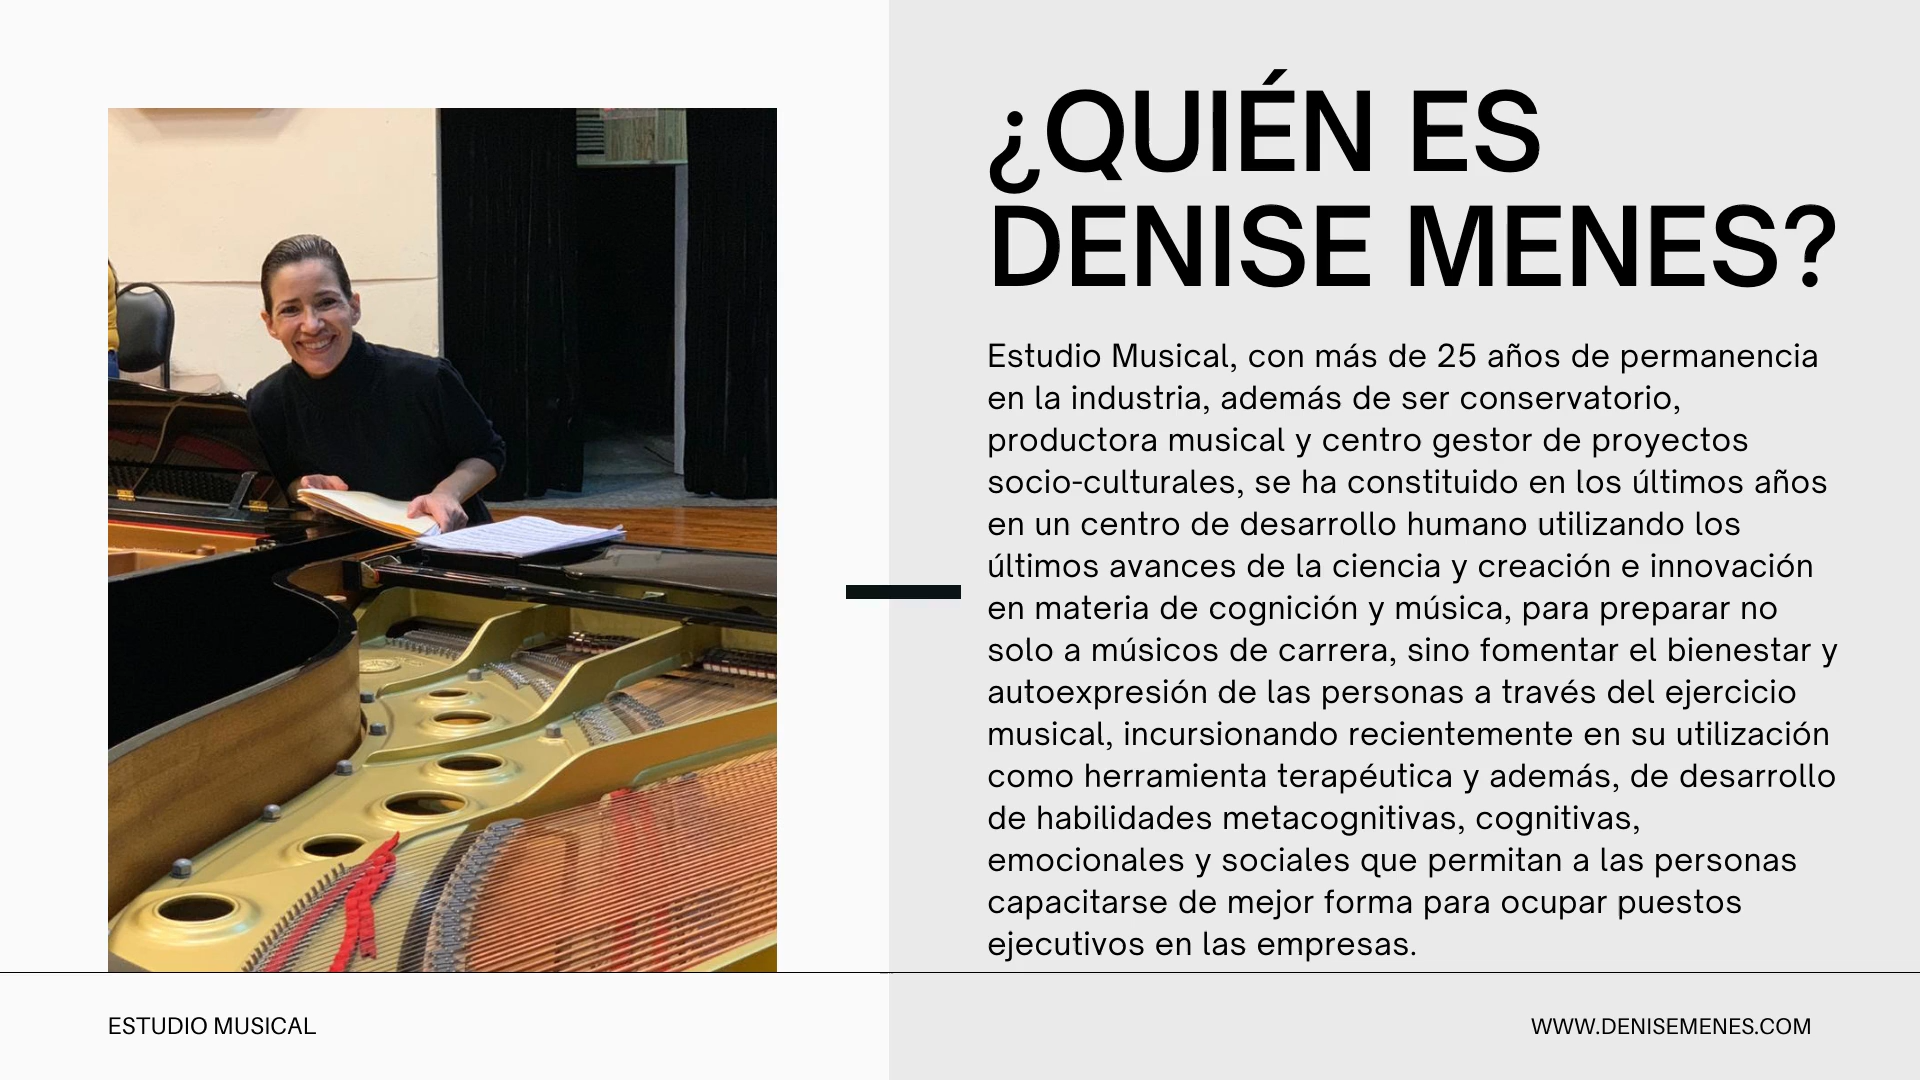 ¿QUIÉN ES
DENISE MENES?
Estudio Musical, con más de 25 años de permanencia
en la industria, además de ser conservatorio,
productora musical y centro gestor de proyectos
socio-culturales, se ha constituido en los últimos años
en un centro de desarrollo humano utilizando los
últimos avances de la ciencia y creación e innovación
en materia de cognición y música, para preparar no
solo a músicos de carrera, sino fomentar el bienestar y
autoexpresión de las personas a través del ejercicio
musical, incursionando recientemente en su utilización
como herramienta terapéutica y además, de desarrollo
de habilidades metacognitivas, cognitivas,
emocionales y sociales que permitan a las personas
capacitarse de mejor forma para ocupar puestos
ejecutivos en las empresas.
ESTUDIO MUSICAL
WWW.DENISEMENES.COM